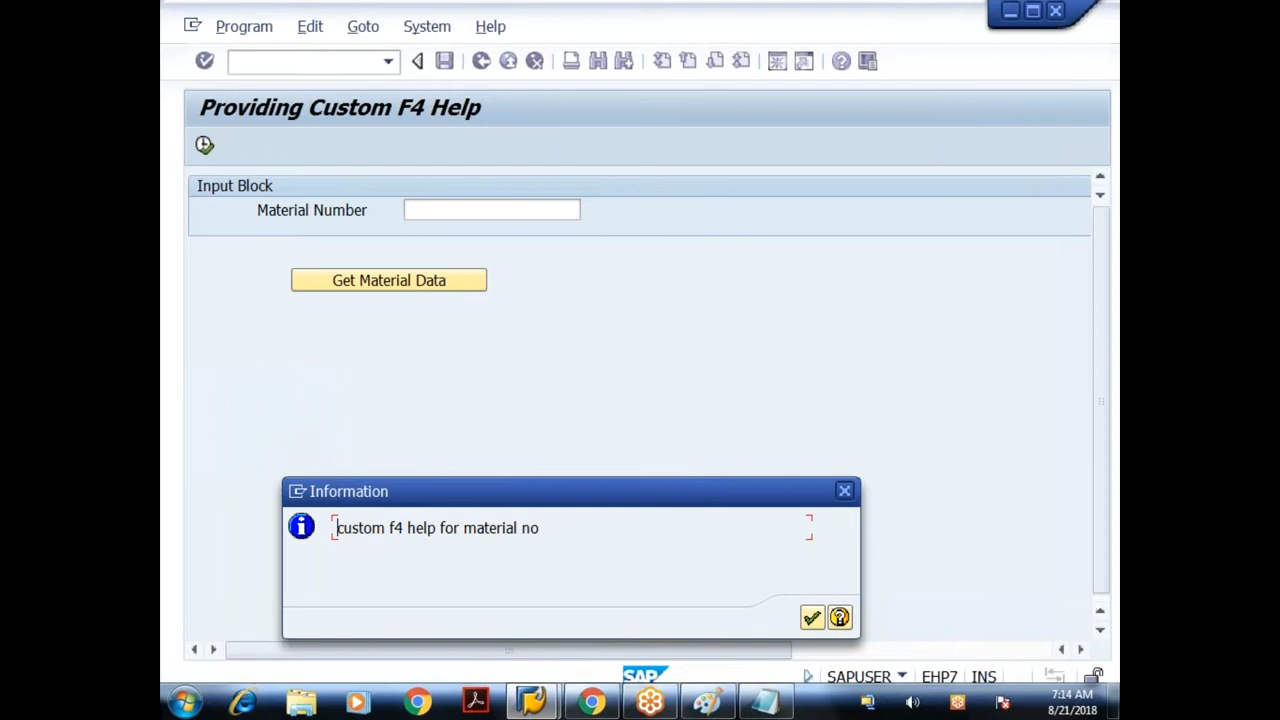 Program Edit Goto System Help
Providing Custom F4 Help
Input Block
Material Number
Get Material Data
Information
custom f4 help for material no
SAP
SAPUSER EHP7 INS
7:14 AM
8/21/2018